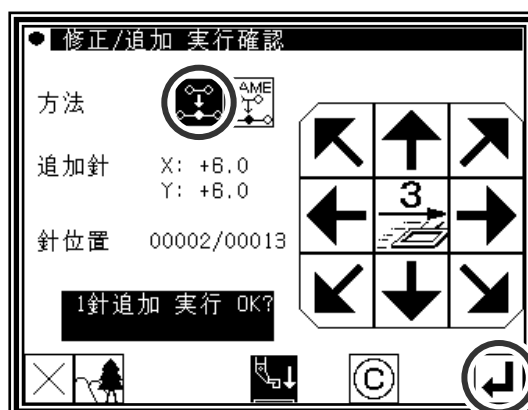 修正/追加 実行確認
方法
AME
追加針 X: +6.0
Y: +6.0
3
針位置 00002/00013
1針追加 実行 OK?
C